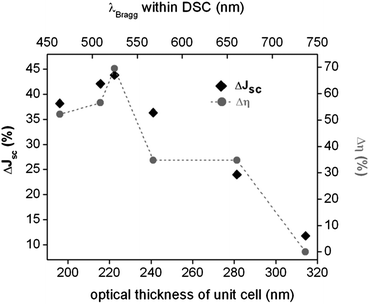 λBragg within DSC (nm)
450 500 550 600 650 700 750
45 40 35 30 25 20 15 10
ΔJsc (%)
ΔJsc
Δη
70 60 50 40 30 20 10 0
Δη (%)
200 220 240 260 280 300 320
optical thickness of unit cell (nm)